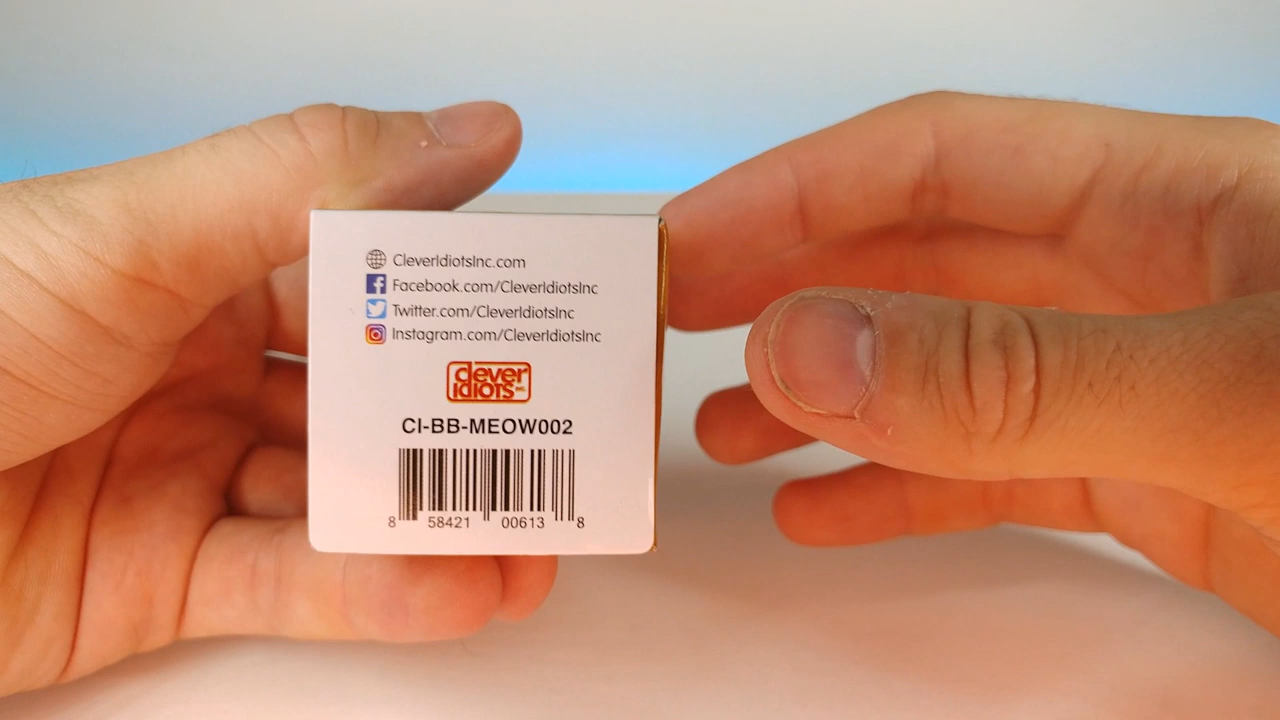 CleverIdiotsInc.com
Facebook.com/CleverIdiotsInc
Twitter.com/CleverIdiotsInc
Instagram.com/CleverIdiotsInc
clever
idiots INC.
CI-BB-MEOW002
8 58421 00613 8